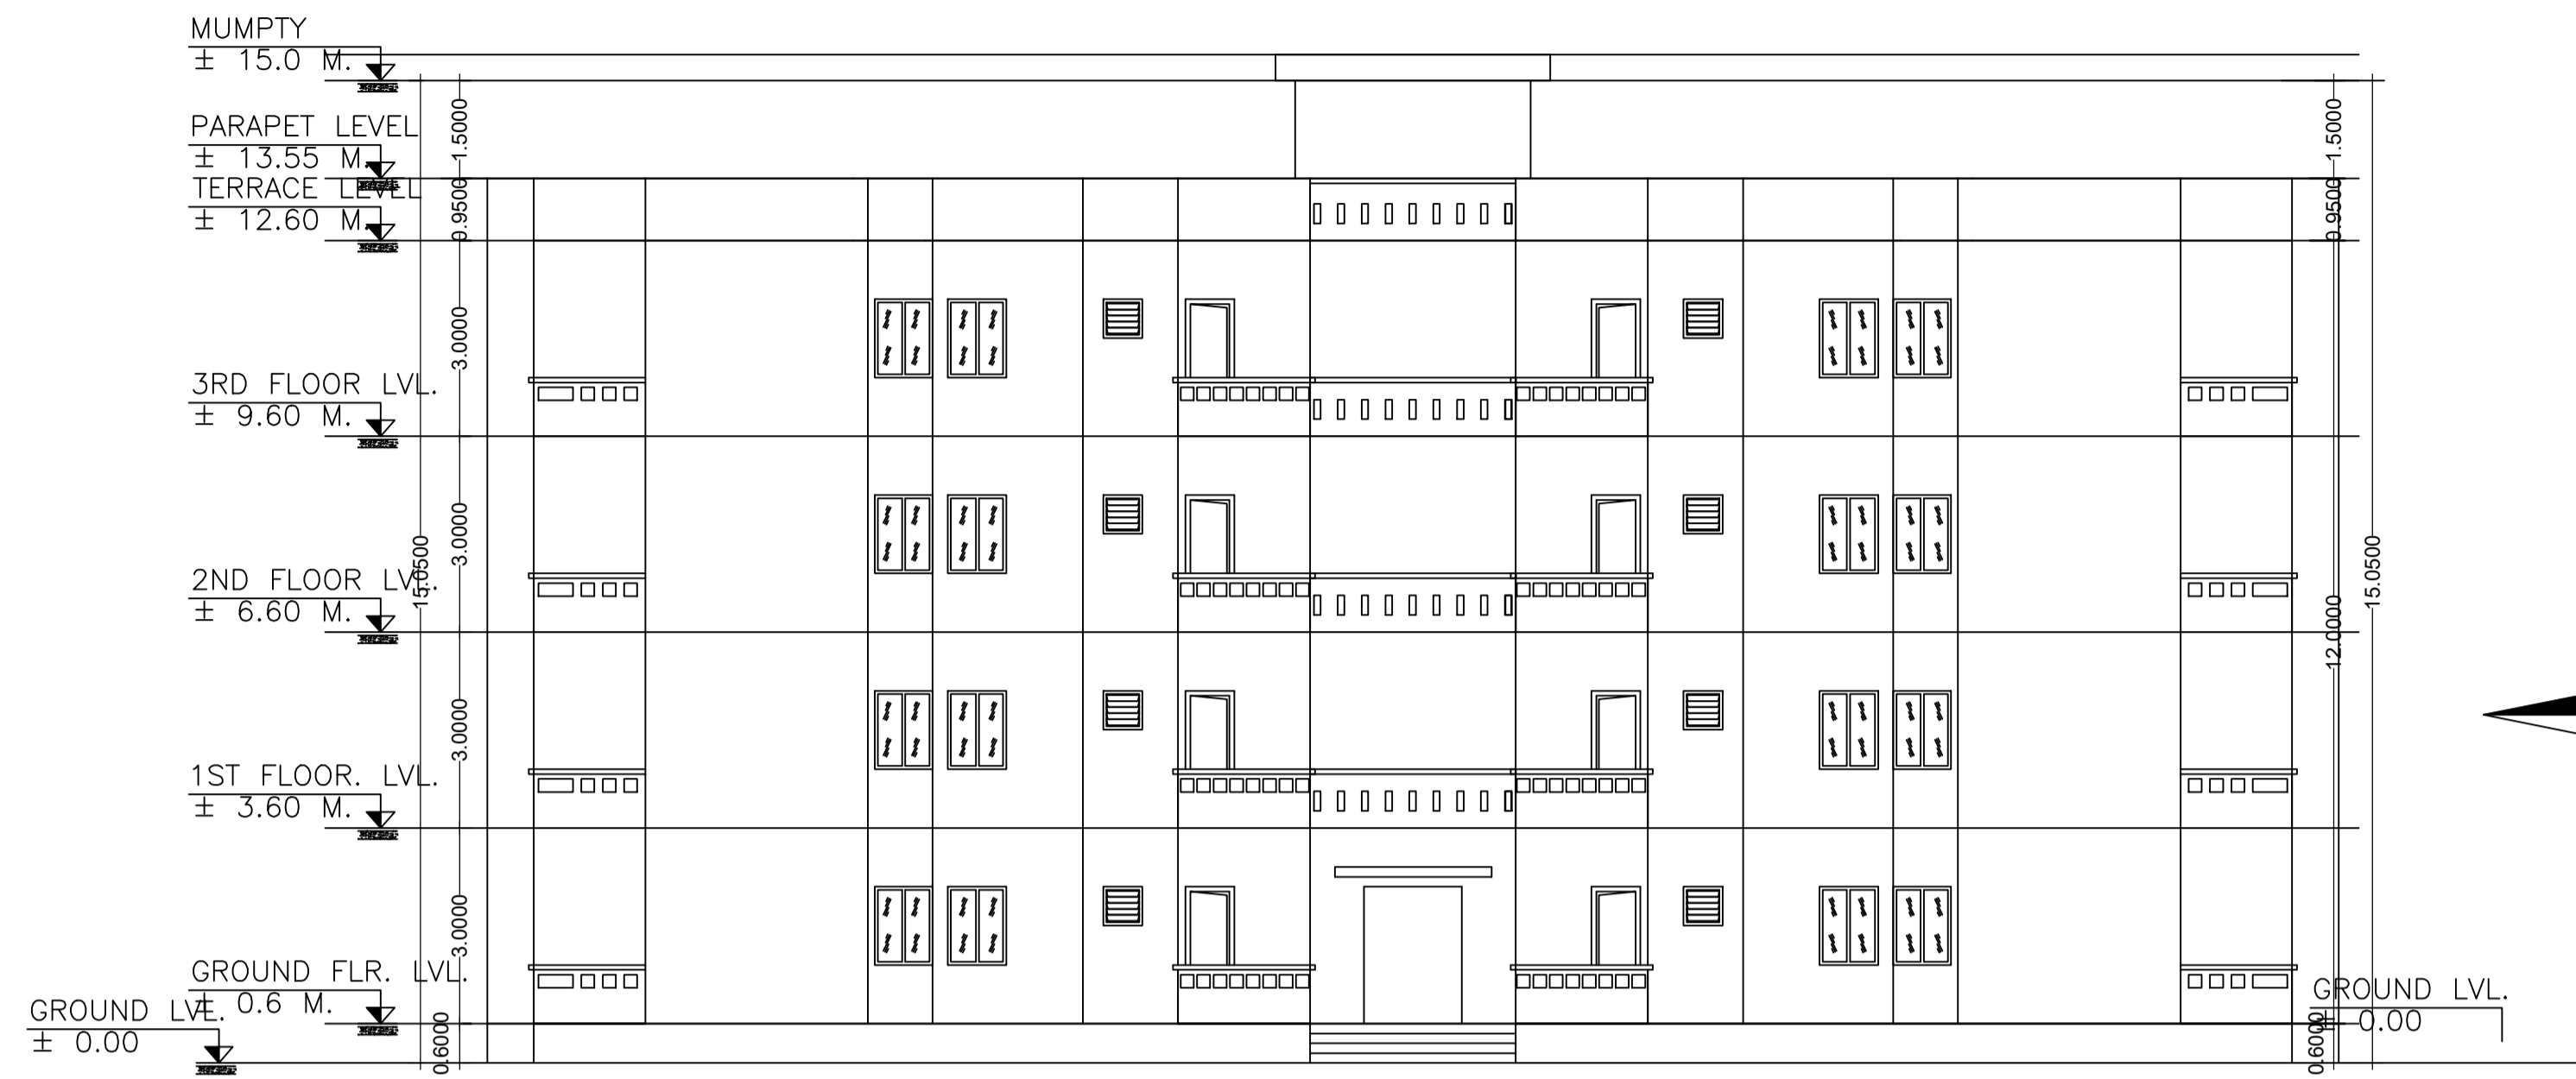 MUMPTY
± 15.0 M.
PARAPET LEVEL
± 13.55 M.
TERRACE LEVEL
± 12.60 M.
3RD FLOOR LVL.
± 9.60 M.
2ND FLOOR LVL.
± 6.60 M.
1ST FLOOR. LVL.
± 3.60 M.
GROUND FLR. LVL.
± 0.6 M.
GROUND LVL.
± 0.00
15.0500
1.5000
0.9500
3.0000
3.0000
3.0000
3.0000
0.6000
1.5000
0.9500
12.0000
0.6000
15.0500
GROUND LVL.
± 0.00